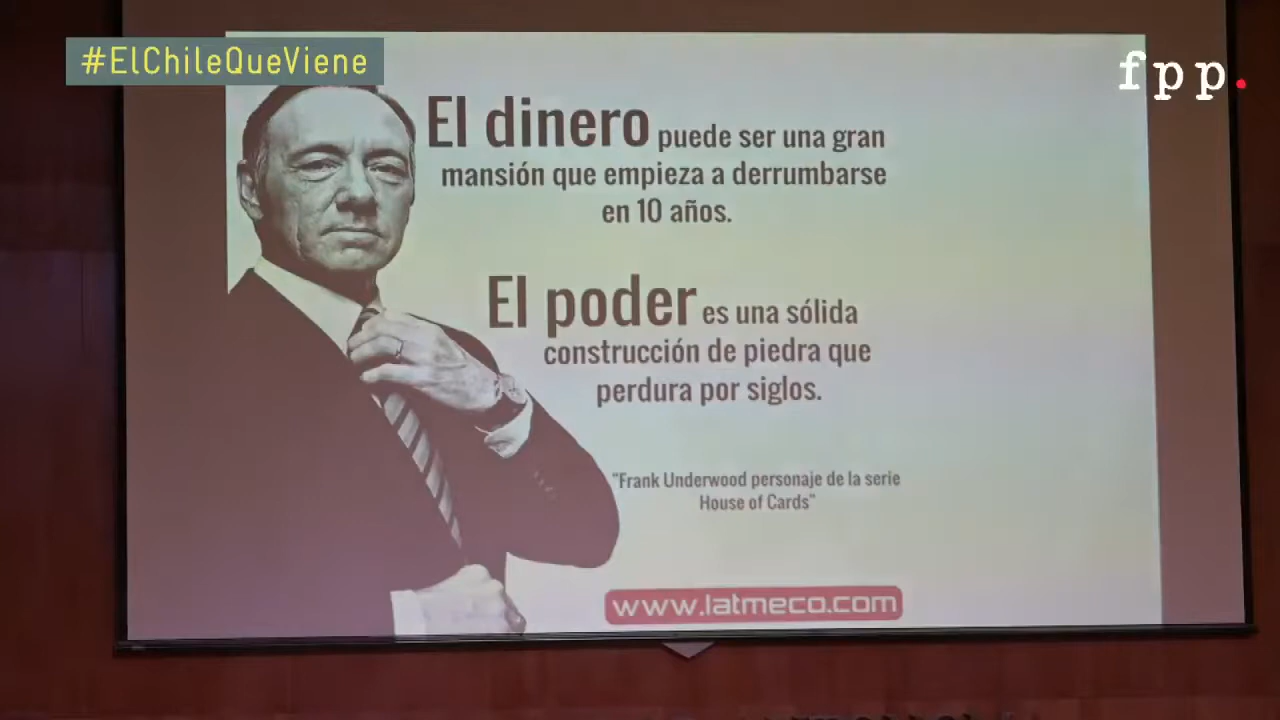 #ElChileQueViene
fpp.
El dinero puede ser una gran
mansión que empieza a derrumbarse
en 10 años.
El poder es una sólida
construcción de piedra que
perdura por siglos.
"Frank Underwood personaje de la serie
House of Cards"
www.latmeco.com